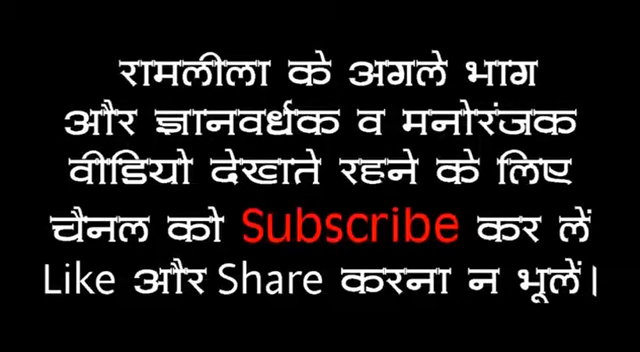 रामलीला के अगले भाग
और ज्ञानवर्धक व मनोरंजक
वीडियो देखाते रहने के लिए
चैनल को Subscribe कर लें
Like और Share करना न भूलें।